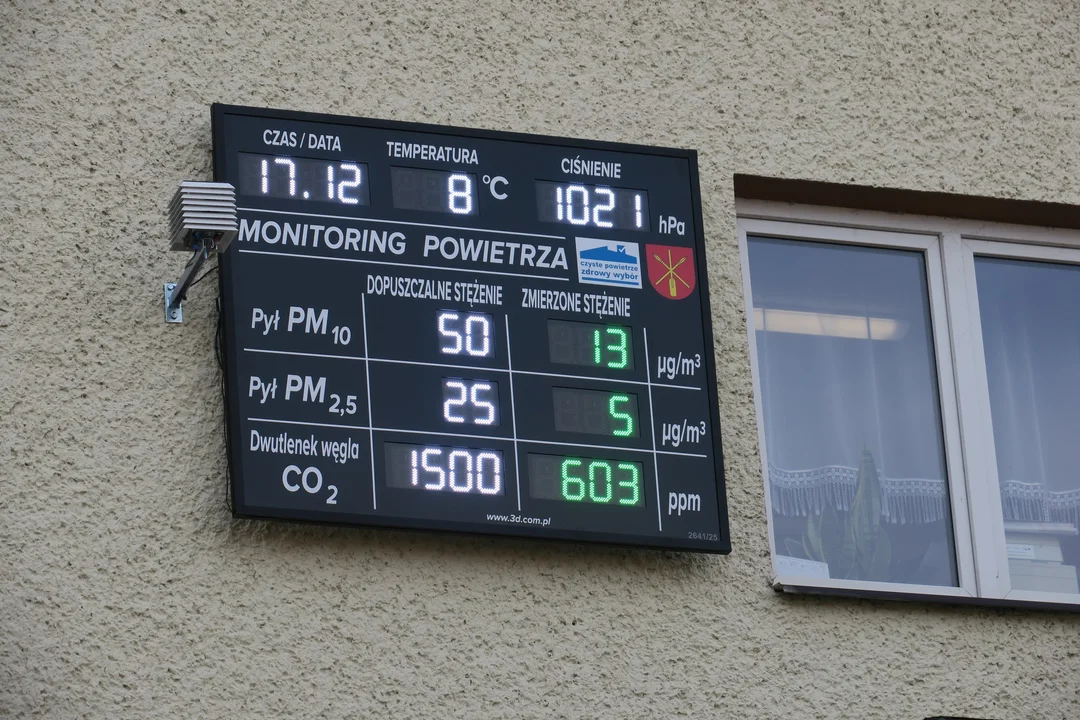 CZAS / DATA TEMPERATURA CIŚNIENIE
17.12 8 °C 1021 hPa
MONITORING POWIETRZA
czyste powietrze
zdrowy wybór
DOPUSZCZALNE STĘŻENIE ZMIERZONE STĘŻENIE
Pył PM10 50 13 µg/m³
Pył PM2,5 25 5 µg/m³
Dwutlenek węgla
CO2 1500 603 ppm
www.3d.com.pl
2641/25